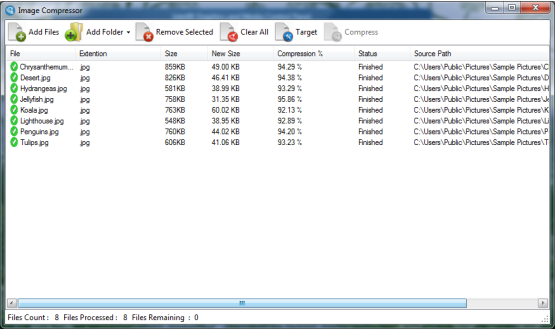 Image Compressor
Add Files Add Folder Remove Selected Clear All Target Compress
File Extention Size New Size Compression % Status Source Path
Chrysanthemum... .jpg 859KB 49.00 KB 94.29 % Finished C:\Users\Public\Pictures\Sample Pictures\C
Desert.jpg .jpg 826KB 46.41 KB 94.38 % Finished C:\Users\Public\Pictures\Sample Pictures\D
Hydrangeas.jpg .jpg 581KB 38.99 KB 93.29 % Finished C:\Users\Public\Pictures\Sample Pictures\H
Jellyfish.jpg .jpg 758KB 31.35 KB 95.86 % Finished C:\Users\Public\Pictures\Sample Pictures\Je
Koala.jpg .jpg 763KB 60.02 KB 92.13 % Finished C:\Users\Public\Pictures\Sample Pictures\K
Lighthouse.jpg .jpg 548KB 38.95 KB 92.89 % Finished C:\Users\Public\Pictures\Sample Pictures\Li
Penguins.jpg .jpg 760KB 44.02 KB 94.20 % Finished C:\Users\Public\Pictures\Sample Pictures\P
Tulips.jpg .jpg 606KB 41.06 KB 93.23 % Finished C:\Users\Public\Pictures\Sample Pictures\T
Files Count : 8 Files Processed : 8 Files Remaining : 0